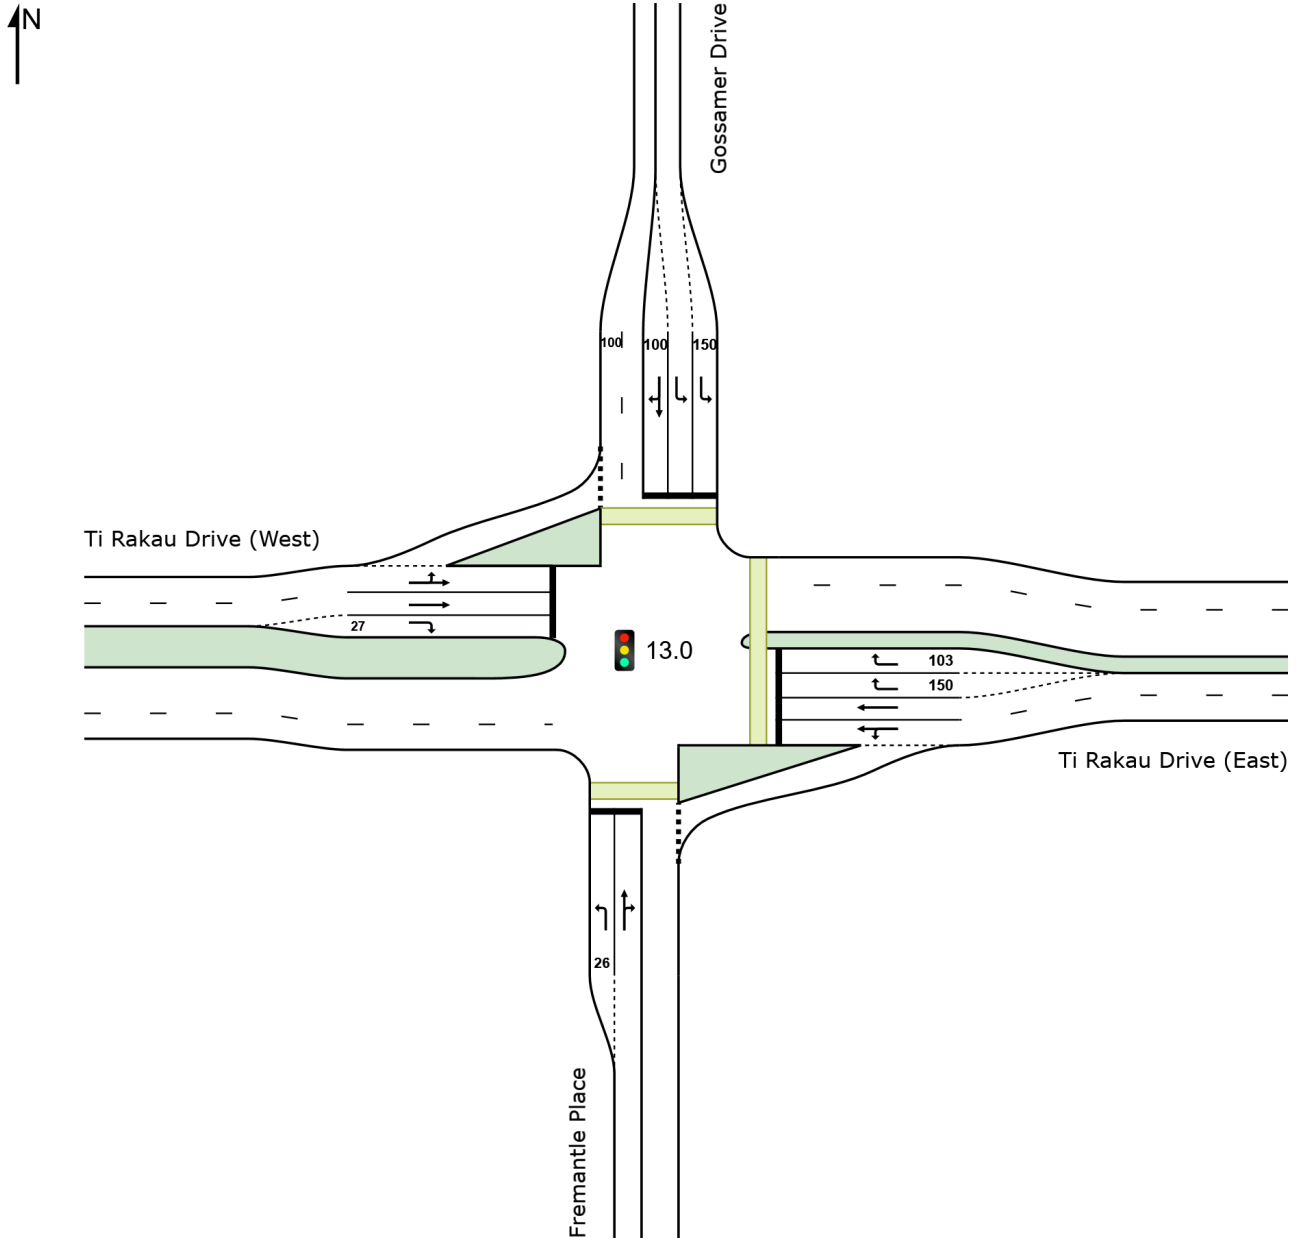 N
Gossamer Drive
100
100
150
Ti Rakau Drive (West)
27
13.0
103
150
Ti Rakau Drive (East)
26
Fremantle Place